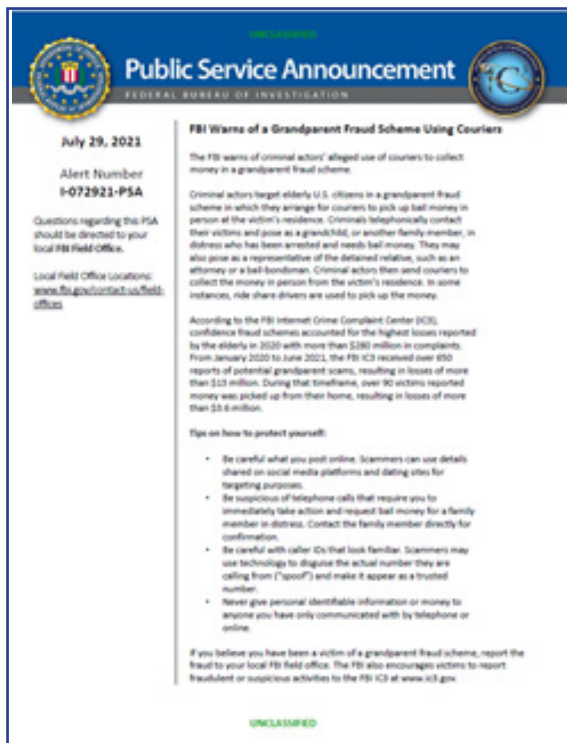 UNCLASSIFIED
Public Service Announcement
FEDERAL BUREAU OF INVESTIGATION
July 29, 2021
Alert Number
I-072921-PSA
Questions regarding this PSA
should be directed to your
local FBI Field Office.
Local Field Office Locations:
www.fbi.gov/contact-us/field-
offices
FBI Warns of a Grandparent Fraud Scheme Using Couriers
The FBI warns of criminal actors' alleged use of couriers to collect
money in a grandparent fraud scheme.
Criminal actors target elderly U.S. citizens in a grandparent fraud
scheme in which they arrange for couriers to pick up bail money in
person at the victim's residence. Criminals telephonically contact
their victims and pose as a grandchild, or another family member, in
distress who has been arrested and needs bail money. They may
also pose as a representative of the detained relative, such as an
attorney or a bail bondsman. Criminal actors then send couriers to
collect the money in person from the victim's residence. In some
instances, ride share drivers are used to pick up the money.
According to the FBI Internet Crime Complaint Center (IC3),
confidence fraud schemes accounted for the highest losses reported
by the elderly in 2020 with more than $280 million in complaints.
From January 2020 to June 2021, the FBI IC3 received over 650
reports of potential grandparent scams, resulting in losses of more
than $13 million. During that timeframe, over 90 victims reported
money was picked up from their home, resulting in losses of more
than $3.6 million.
Tips on how to protect yourself:
• Be careful what you post online. Scammers can use details
shared on social media platforms and dating sites for
targeting purposes.
• Be suspicious of telephone calls that require you to
immediately take action and request bail money for a family
member in distress. Contact the family member directly for
confirmation.
• Be careful with caller IDs that look familiar. Scammers may
use technology to disguise the actual number they are
calling from ("spoof") and make it appear as a trusted
number.
• Never give personal identifiable information or money to
anyone you have only communicated with by telephone or
online.
If you believe you have been a victim of a grandparent fraud scheme, report the
fraud to your local FBI field office. The FBI also encourages victims to report
fraudulent or suspicious activities to the FBI IC3 at www.ic3.gov.
UNCLASSIFIED